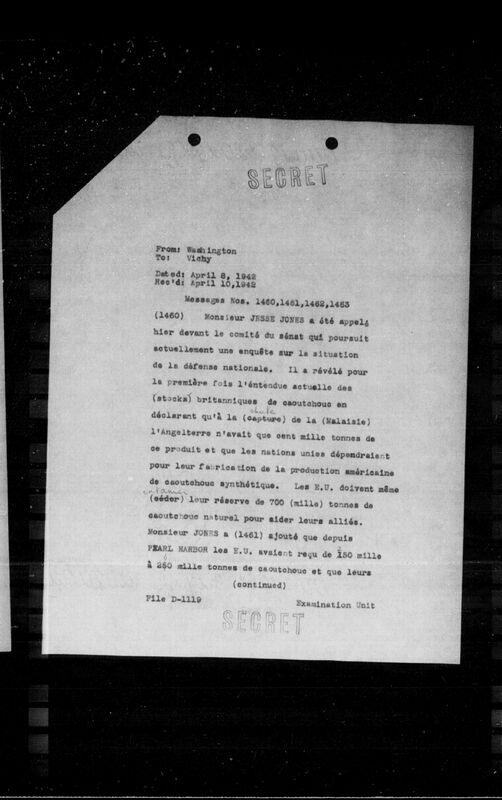 SECRET
From: Washington
To: Vichy
Dated: April 8, 1942
Rec'd: April 10,1942
Messages Nos. 1460,1461,1462,1463
(1460) Monsieur JESSE JONES a été appelé
hier devant le comité du sénat qui poursuit
actuellement une enquête sur la situation
de la défense nationale. Il a révélé pour
la première fois l'éntendue actuelle des
(stocks) britanniques de caoutchouc en
chute
déclarant qu'à la (capture) de la (Malaisie)
l'Angelterre n'avait que cent mille tonnes de
ce produit et que les nations unies dépendraient
pour leur fabrication de la production américaine
de caoutchouc synthétique. Les E.U. doivent même
entamer
(céder) leur réserve de 700 (mille) tonnes de
caoutchouc naturel pour aider leurs alliés.
Monsieur JONES a (1461) ajouté que depuis
PEARL HARBOR les E.U. avaient reçu de 150 mille
à 250 mille tonnes de caoutchouc et que leurs
(continued)
File D-1119
Examination Unit
SECRET